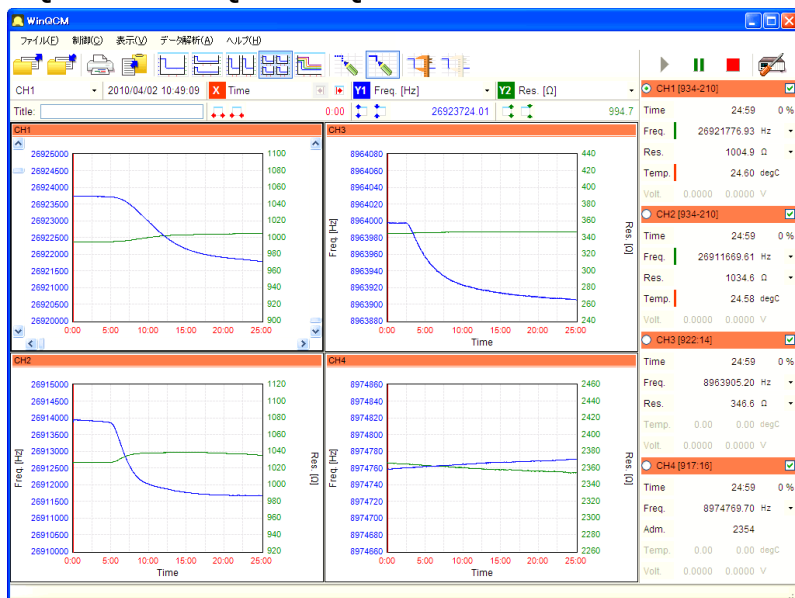 WinQCM
ファイル(F) 制御(C) 表示(V) データ解析(A) ヘルプ(H)
CH1 2010/04/02 10:49:09 X Time Y1 Freq. [Hz] Y2 Res. [Ω]
Title: 0:00 26923724.01 994.7
CH1
26925000
26924500
26924000
26923500
26923000
26922500
26922000
26921500
26921000
26920500
26920000
1100
1080
1060
1040
1020
1000
980
960
940
920
900
0:00 5:00 10:00 15:00 20:00 25:00
CH3
Freq. [Hz]
8964080
8964060
8964040
8964020
8964000
8963980
8963960
8963940
8963920
8963900
8963880
440
420
400
380
360
340
320
300
280
260
240
Res. [Ω]
0:00 5:00 10:00 15:00 20:00 25:00
Time
CH2
Freq. [Hz]
26915000
26914000
26913500
26913000
26912500
26912000
26911500
26911000
26910500
26910000
1120
1100
1080
1060
1040
1020
1000
980
960
940
920
Res. [Ω]
0:00 5:00 10:00 15:00 20:00 25:00
Time
CH4
Freq. [Hz]
8974860
8974840
8974820
8974800
8974780
8974760
8974740
8974720
8974700
8974680
8974660
2460
2440
2420
2400
2380
2360
2340
2320
2300
2280
2260
Res. [Ω]
0:00 5:00 10:00 15:00 20:00 25:00
Time
CH1 [934-210]
Time 24:59 0 %
Freq. 26921776.93 Hz
Res. 1004.9 Ω
Temp. 24.60 degC
Volt. 0.0000 0.0000 V
CH2 [934-210]
Time 24:59 0 %
Freq. 26911669.61 Hz
Res. 1034.6 Ω
Temp. 24.58 degC
Volt. 0.0000 0.0000 V
CH3 [922:14]
Time 24:59 0 %
Freq. 8963905.20 Hz
Res. 346.6 Ω
Temp. 0.00 0.00 degC
Volt. 0.0000 0.0000 V
CH4 [917:16]
Time 24:59 0 %
Freq. 8974769.70 Hz
Adm. 2354
Temp. 0.00 0.00 degC
Volt. 0.0000 0.0000 V